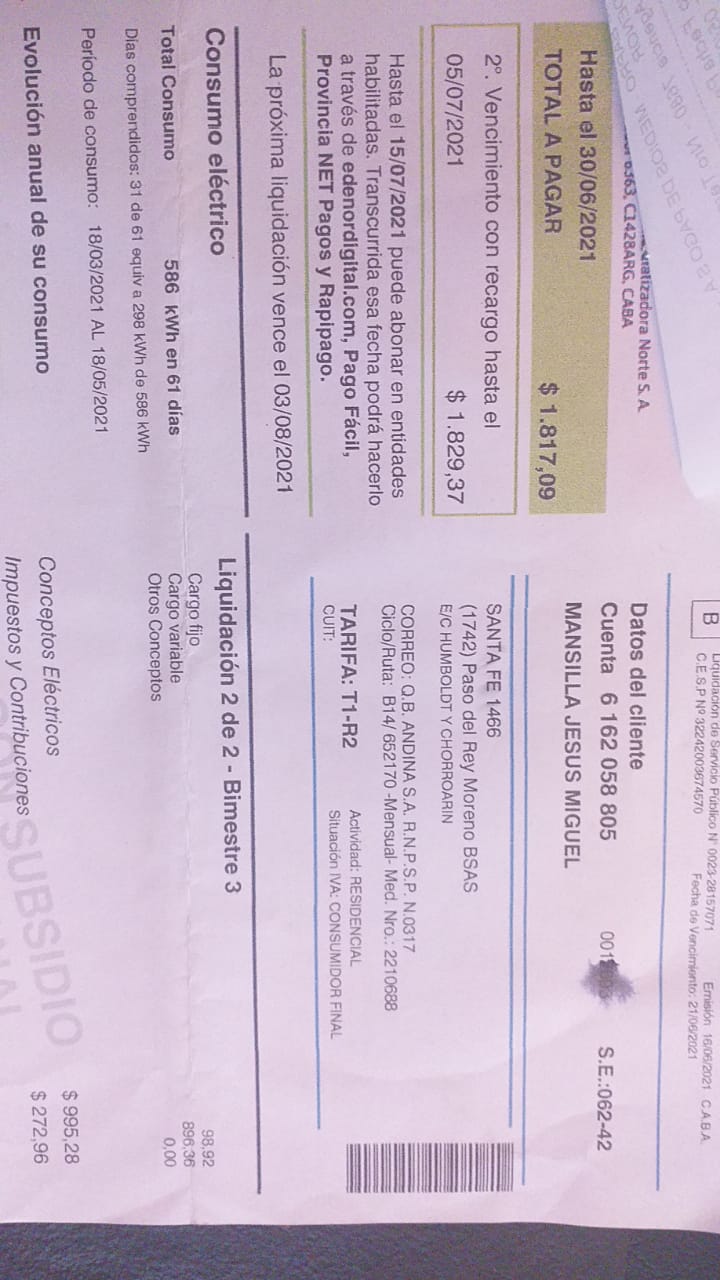 B
Liquidación de Servicio Público Nº 0023-28157071
Emisión 16/06/2021 C.A.B.A.
C.E.S.P Nº 32242003674570
Fecha de Vencimiento: 21/06/2021
6363, C1428ARG, CABA
Norte S. A.
Hasta el 30/06/2021
TOTAL A PAGAR $ 1.817,09
2º. Vencimiento con recargo hasta el
05/07/2021 $ 1.829,37
Hasta el 15/07/2021 puede abonar en entidades
habilitadas. Transcurrida esa fecha podrá hacerlo
a través de edenordigital.com, Pago Fácil,
Provincia NET Pagos y Rapipago.
La próxima liquidación vence el 03/08/2021
Datos del cliente
Cuenta 6 162 058 805
S.E.:062-42
MANSILLA JESUS MIGUEL
SANTA FE 1466
(1742) Paso del Rey Moreno BSAS
E/C HUMBOLDT Y CHORROARIN
CORREO: O.B. ANDINA S.A. R.N.P.S.P. N.0317
Ciclo/Ruta: B14/ 652170 -Mensual- Med. Nro.: 2210688
TARIFA: T1-R2
Actividad: RESIDENCIAL
CUIT:
Situación IVA: CONSUMIDOR FINAL
Consumo eléctrico
Total Consumo 586 kWh en 61 días
Días comprendidos: 31 de 61 equiv a 298 kWh de 586 kWh
Período de consumo: 18/03/2021 AL 18/05/2021
Evolución anual de su consumo
Liquidación 2 de 2 - Bimestre 3
Cargo fijo 98,92
Cargo variable 896,36
Otros Conceptos 0,00
Conceptos Eléctricos $ 995,28
Impuestos y Contribuciones $ 272,96
SUBSIDIO